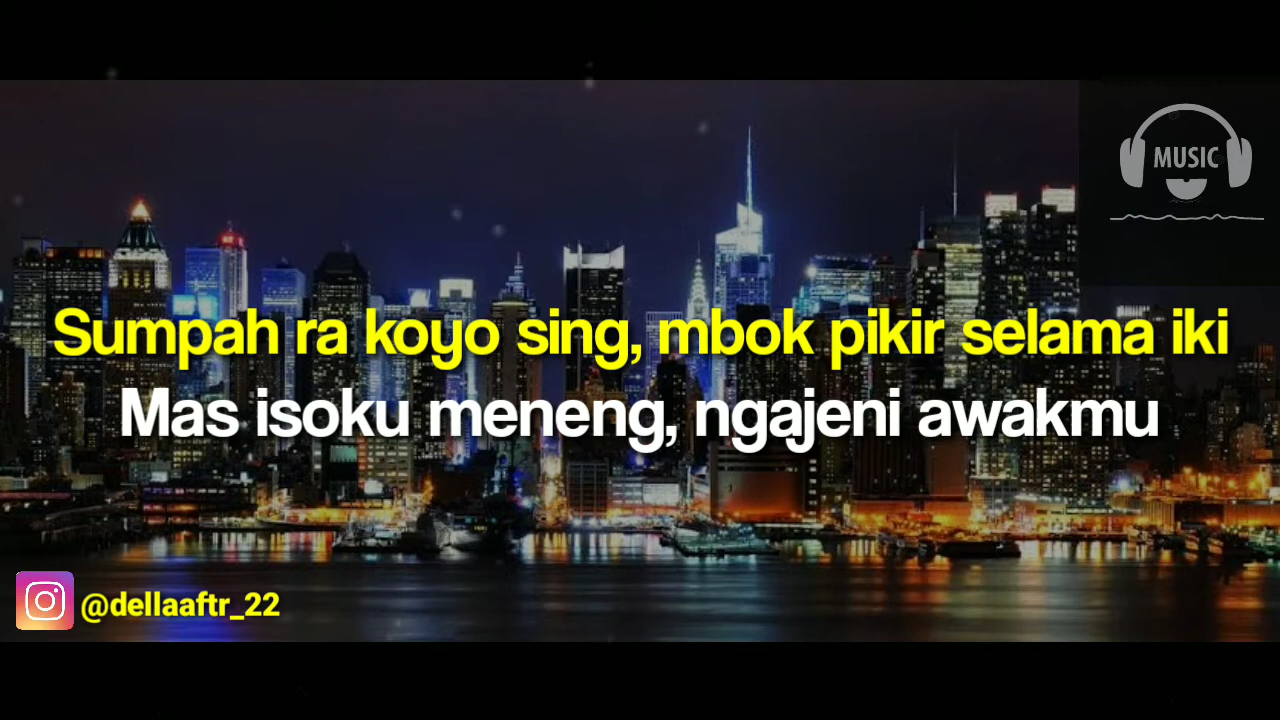 MUSIC
Sumpah ra koyo sing, mbok pikir selama iki
Mas isoku meneng, ngajeni awakmu
@dellaaftr_22